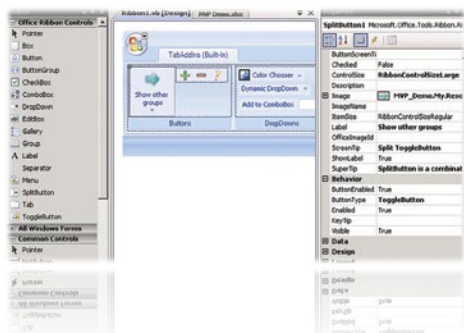 Office Ribbon Controls
Pointer
Box
Button
ButtonGroup
CheckBox
ComboBox
DropDown
EditBox
Gallery
Group
Label
Separator
Menu
SplitButton
Tab
ToggleButton
All Windows Forms
Common Controls
Pointer
Ribbon1.vb [Design]
MVP Demo.xlsx
TabAddIns (Built-In)
Show other groups
Color Chooser
Dynamic DropDown
Add to ComboBox
Buttons
DropDowns
SplitButton1 Microsoft.Office.Tools.Ribbon.Ri
ButtonScreenTi
Checked False
ControlSize RibbonControlSizeLarge
Description
Image MVP_Demo.My.Reso
ImageName
ItemSize RibbonControlSizeRegular
Label Show other groups
OfficeImageId
ScreenTip Split ToggleButton
ShowLabel True
SuperTip SplitButton is a combinat
Behavior
ButtonEnabled True
ButtonType ToggleButton
Enabled True
KeyTip
Visible True
Data
Design